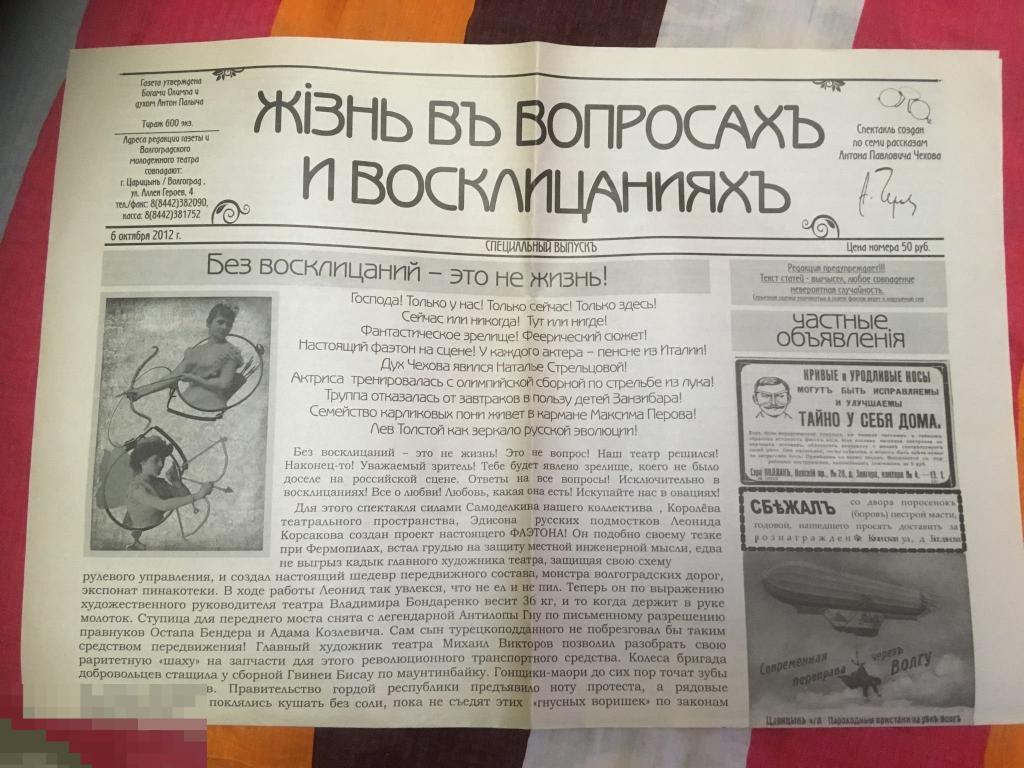 Газета утверждена
Богами Олимпа и
духом Антон Палыча
Тираж 600 экз.
Адреса редакции газеты и
Волгоградского
молодежного театра
совпадают:
г. Царицынъ / Волгоград ,
ул. Аллея Героев, 4
тел./факс: 8(8442)382090,
касса: 8(8442)381752
ЖІЗНЬ ВЪ ВОПРОСАХЪ
И ВОСКЛИЦАНИЯХЪ
Спектакль создан
по семи рассказам
Антона Павловича Чехова
6 октября 2012 г.
СПЕЦИАЛЬНЫЙ ВЫПУСКЪ
Цена номера 50 руб.
Без восклицаний – это не жизнь!
Господа! Только у нас! Только сейчас! Только здесь!
Сейчас или никогда! Тут или нигде!
Фантастическое зрелище! Феерический сюжет!
Настоящий фаэтон на сцене! У каждого актера – пенсне из Италии!
Дух Чехова явился Наталье Стрельцовой!
Актриса тренировалась с олимпийской сборной по стрельбе из лука!
Труппа отказалась от завтраков в пользу детей Занзибара!
Семейство карликовых пони живет в кармане Максима Перова!
Лев Толстой как зеркало русской эволюции!
Без восклицаний – это не жизнь! Это не вопрос! Наш театр решился!
Наконец-то! Уважаемый зритель! Тебе будет явлено зрелище, коего не было
доселе на российской сцене. Ответы на все вопросы! Исключительно в
восклицаниях! Все о любви! Любовь, какая она есть! Искупайте нас в овациях!
Для этого спектакля силами Самоделкина нашего коллектива , Королёва
театрального пространства, Эдисона русских подмостков Леонида
Корсакова создан проект настоящего ФАЭТОНА! Он подобно своему тезке
при Фермопилах, встал грудью на защиту местной инженерной мысли, едва
не выгрыз кадык главного художника театра, защищая свою схему
рулевого управления, и создал настоящий шедевр передвижного состава, монстра волгоградских дорог,
экспонат пинакотеки. В ходе работы Леонид так увлекся, что не ел и не пил. Теперь он по выражению
художественного руководителя театра Владимира Бондаренко весит 36 кг, и то когда держит в руке
молоток. Ступица для переднего моста снята с легендарной Антилопы Гну по письменному разрешению
правнуков Остапа Бендера и Адама Козлевича. Сам сын турецкоподданного не побрезговал бы таким
средством передвижения! Главный художник театра Михаил Викторов позволил разобрать свою
раритетную «шаху» на запчасти для этого революционного транспортного средства. Колеса бригада
добровольцев стащила у сборной Гвинеи Бисау по маунтинбайку. Гонщики-маори до сих пор точат зубы
в. Правительство гордой республики предъявило ноту протеста, а рядовые
поклялись кушать без соли, пока не съедят этих «гнусных воришек» по законам
Редакция предупреждает!!!
Текст статей - вымысел, любое совпадение
невероятная случайность.
частные
объявленія
КРИВЫЕ и УРОДЛИВЫЕ НОСЫ
МОГУТЪ БЫТЬ ИСПРАВЛЯЕМЫ
И УЛУЧШАЕМЫ
ТАЙНО У СЕБЯ ДОМА.
СБѢЖАЛЪ со двора поросенокъ
(боровъ) пестрой масти,
годовой, нашедшего просятъ доставить за
вознаграждение
Современная
переправа черезъ
ВОЛГУ
Царицынъ н/В Пароходныя пристани на рѣкѣ Волгѣ